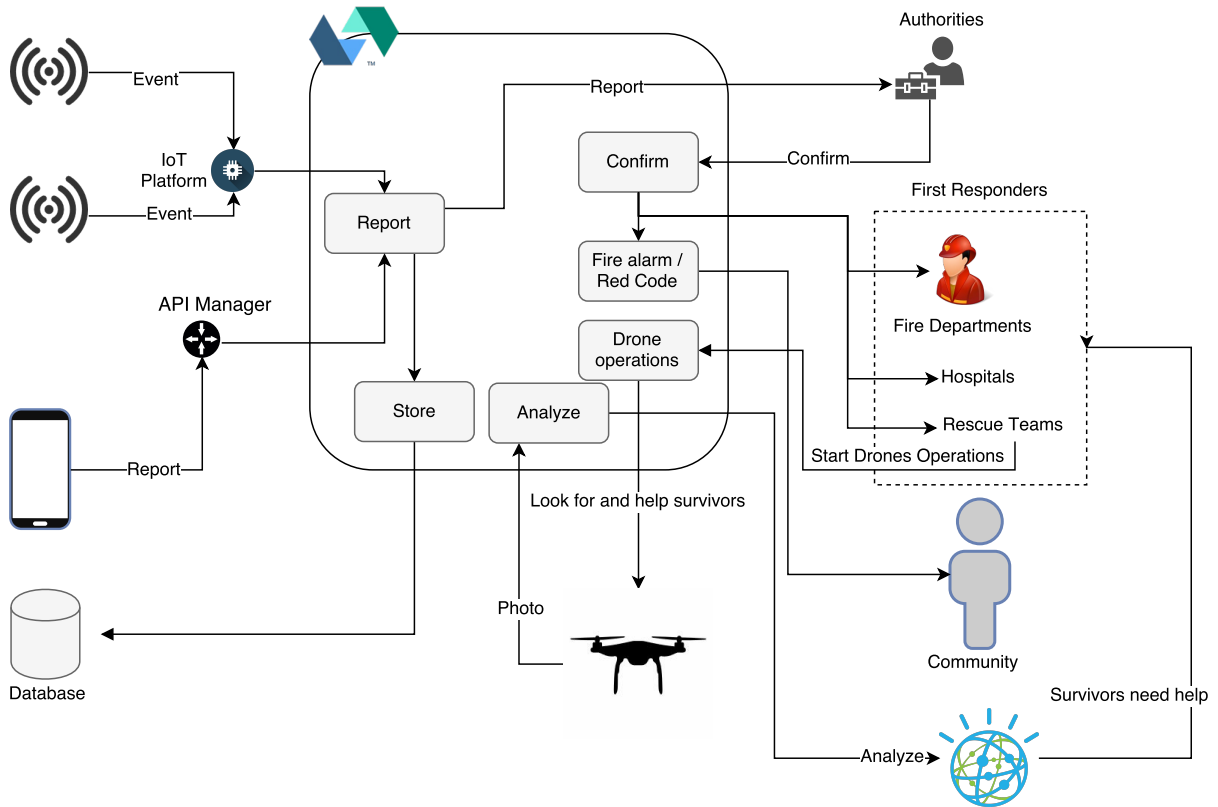 Authorities
TM
Event
Report
IoT
Platform
Confirm
Confirm
First Responders
Event
Report
Fire alarm /
Red Code
API Manager
Fire Departments
Drone
operations
Hospitals
Store
Analyze
Rescue Teams
Start Drones Operations
Report
Look for and help survivors
Photo
Community
Database
Survivors need help
Analyze